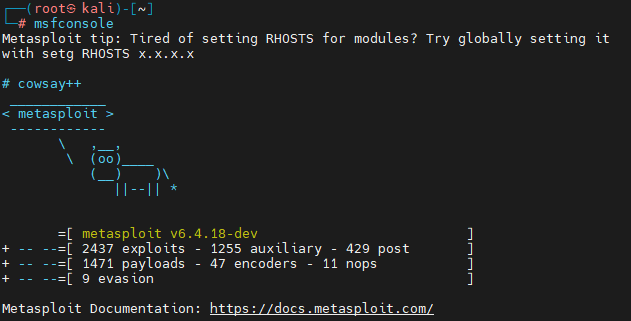 ┌──(root㉿kali)-[~]
└─# msfconsole
Metasploit tip: Tired of setting RHOSTS for modules? Try globally setting it
with setg RHOSTS x.x.x.x

# cowsay++
 ____________
< metasploit >
 ------------
       \   ,__,
        \  (oo)____
           (__)    )\
              ||--|| *

       =[ metasploit v6.4.18-dev                          ]
+ -- --=[ 2437 exploits - 1255 auxiliary - 429 post       ]
+ -- --=[ 1471 payloads - 47 encoders - 11 nops           ]
+ -- --=[ 9 evasion                                       ]

Metasploit Documentation: https://docs.metasploit.com/